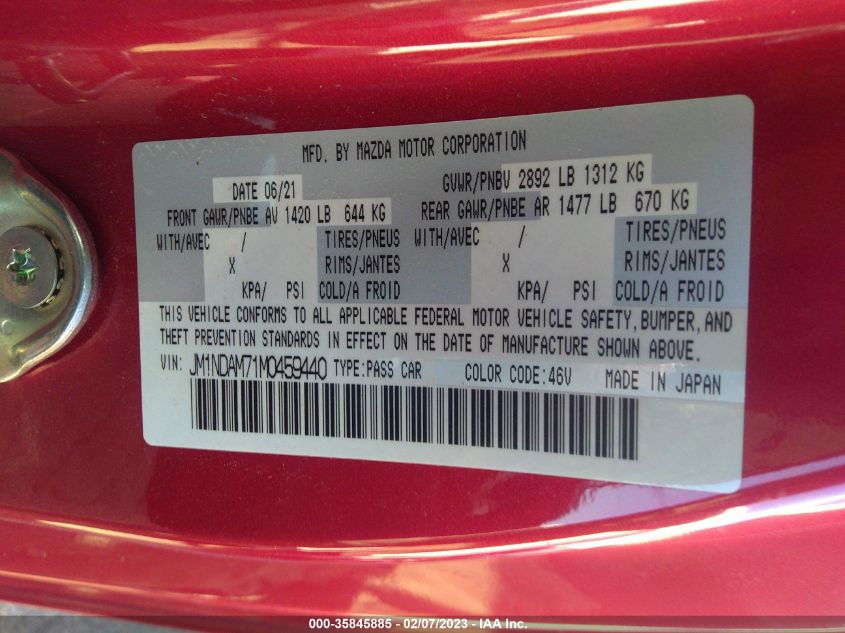 MFD. BY MAZDA MOTOR CORPORATION
DATE 06/21
GVWR/PNBV 2892 LB 1312 KG
FRONT GAWR/PNBE AV 1420 LB 644 KG
REAR GAWR/PNBE AR 1477 LB 670 KG
WITH/AVEC / TIRES/PNEUS WITH/AVEC / TIRES/PNEUS
X RIMS/JANTES X RIMS/JANTES
KPA/ PSI COLD/A FROID KPA/ PSI COLD/A FROID
THIS VEHICLE CONFORMS TO ALL APPLICABLE FEDERAL MOTOR VEHICLE SAFETY, BUMPER, AND
THEFT PREVENTION STANDARDS IN EFFECT ON THE DATE OF MANUFACTURE SHOWN ABOVE.
VIN: JM1NDAM71M0459440 TYPE:PASS CAR COLOR CODE:46V MADE IN JAPAN
000-35845885 - 02/07/2023 - © IAA Inc.